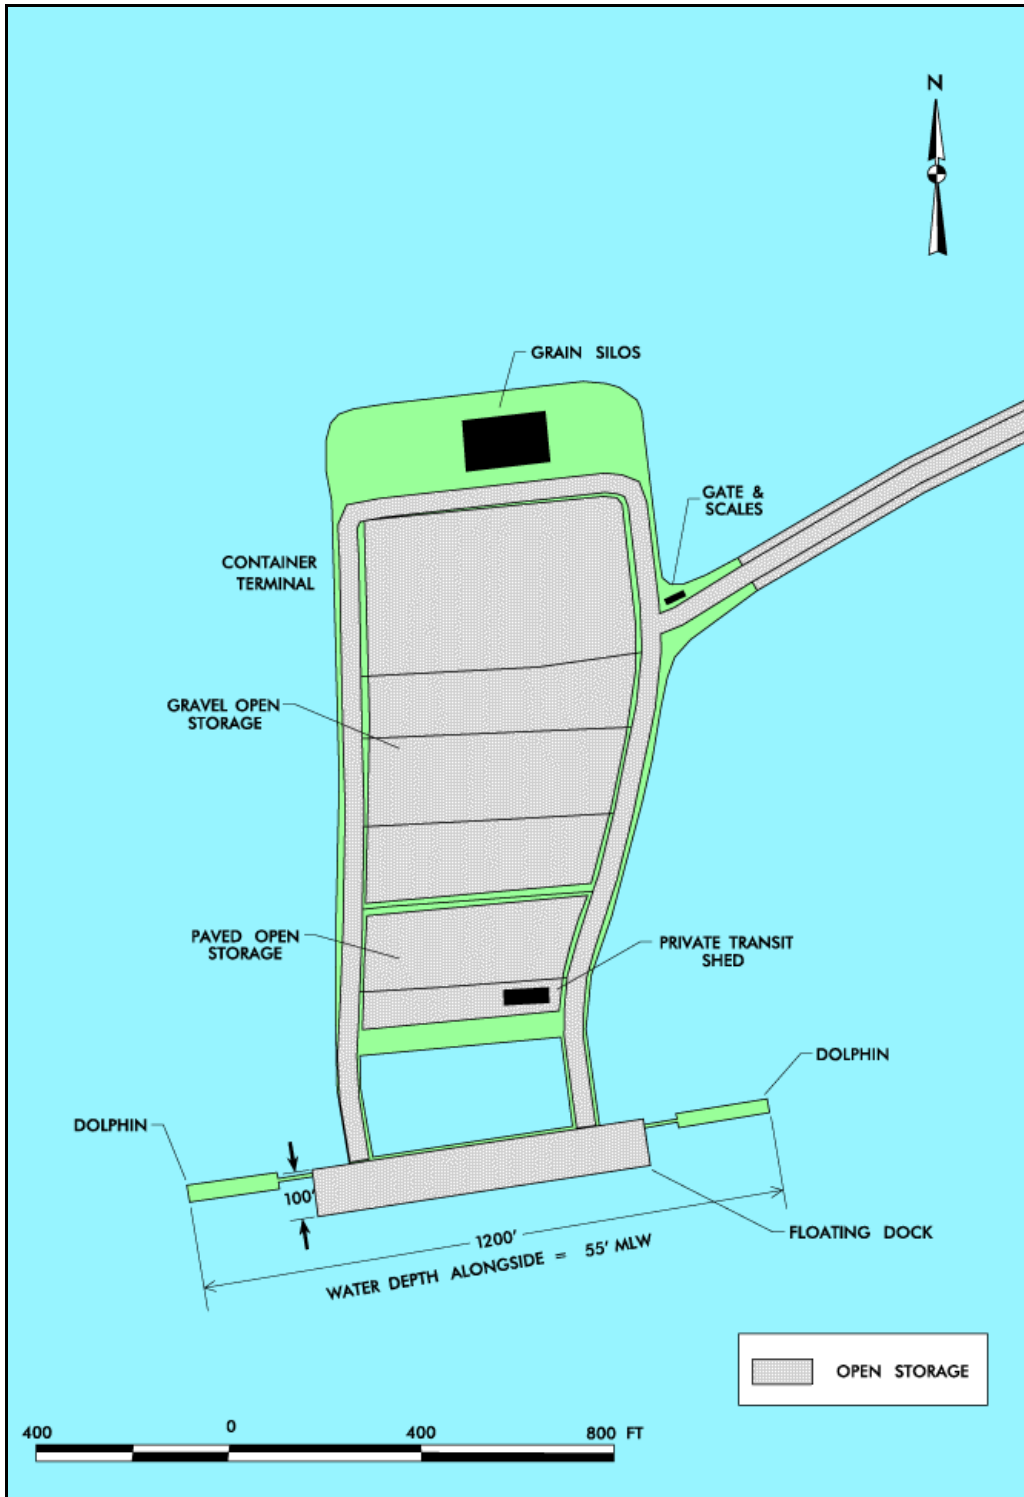 N
GRAIN SILOS
GATE &
SCALES
CONTAINER
TERMINAL
GRAVEL OPEN
STORAGE
PAVED OPEN
STORAGE
PRIVATE TRANSIT
SHED
DOLPHIN
DOLPHIN
100'
FLOATING DOCK
1200'
WATER DEPTH ALONGSIDE = 55' MLW
OPEN STORAGE
400 0 400 800 FT